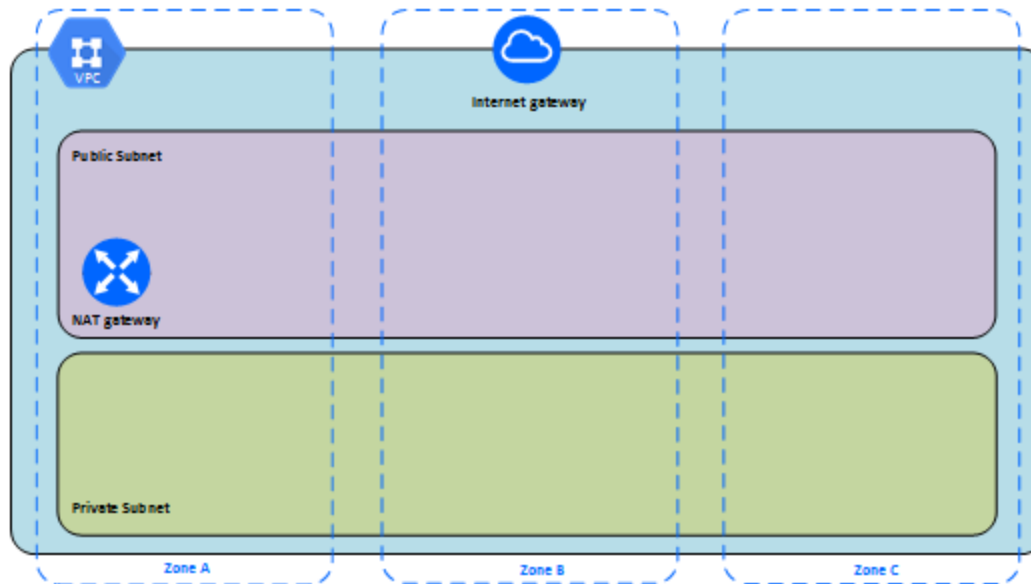 VPC
Internet gateway
Public Subnet
NAT gateway
Private Subnet
Zone A
Zone B
Zone C